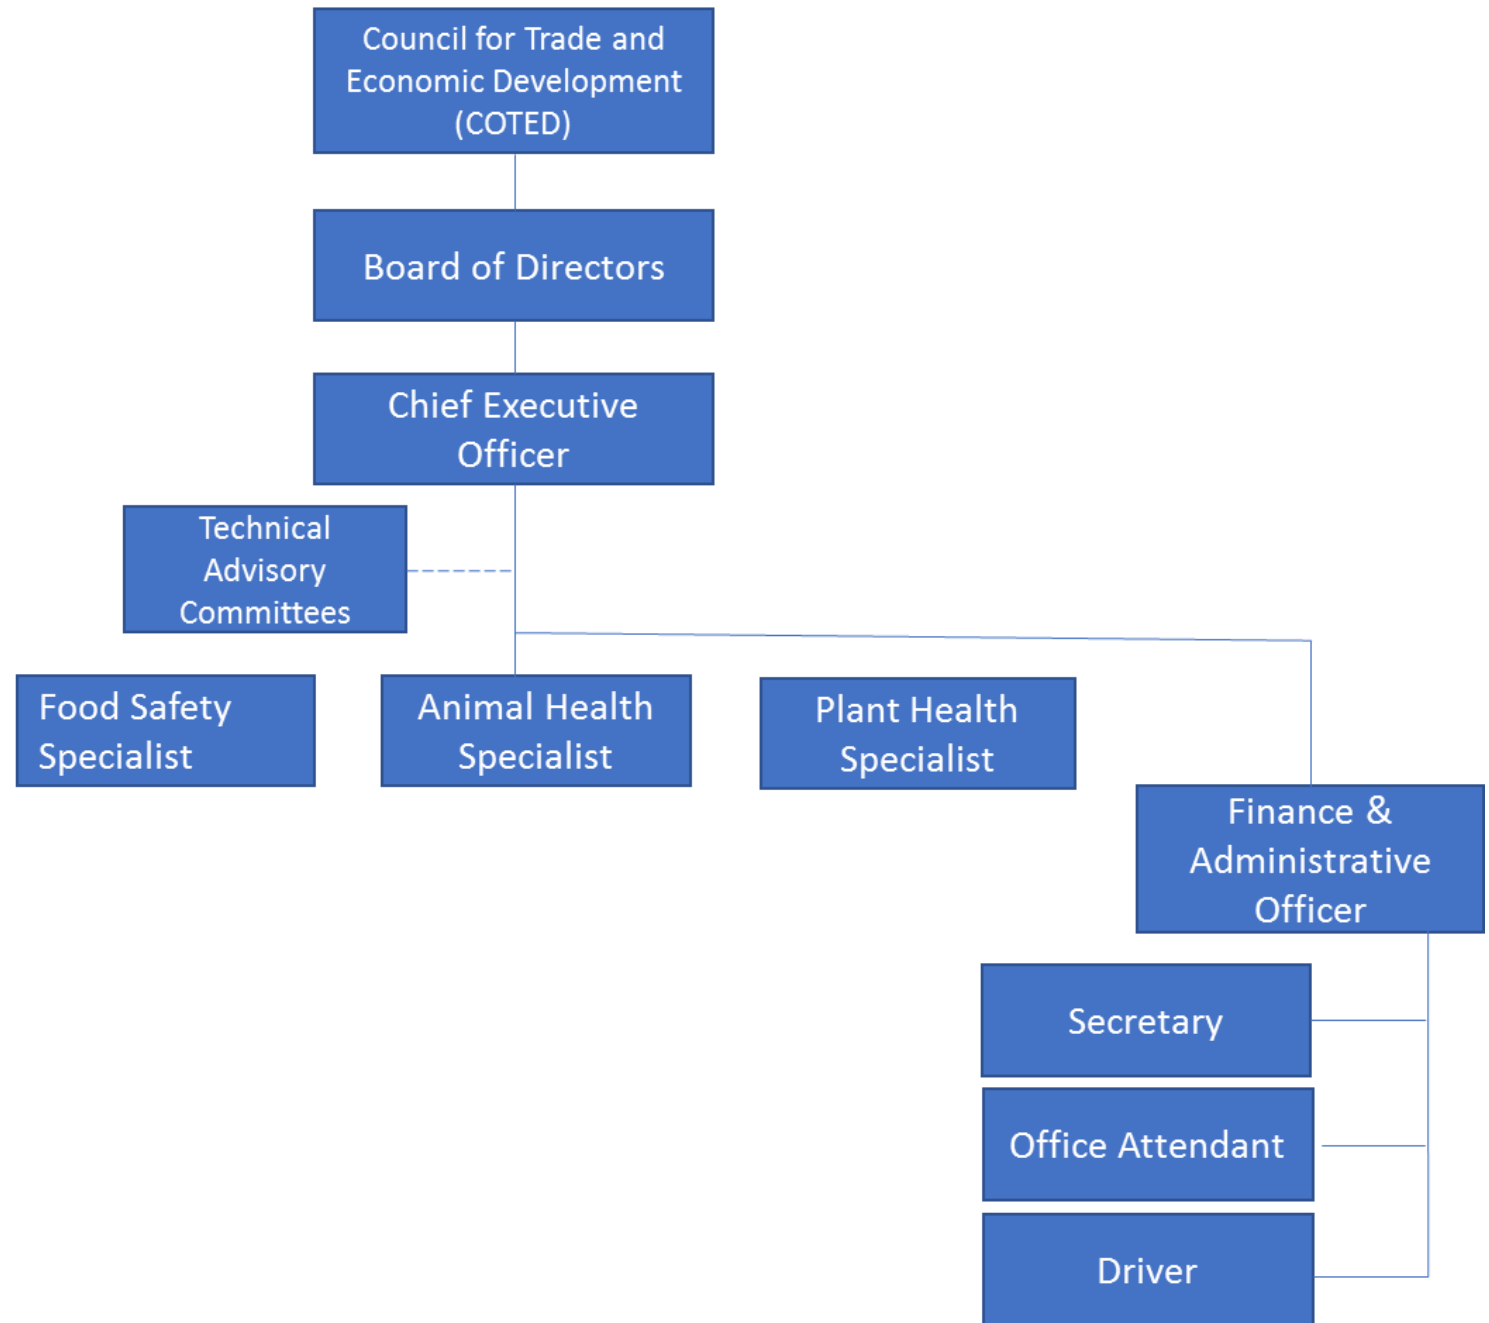 Council for Trade and
Economic Development
(COTED)
Board of Directors
Chief Executive
Officer
Technical
Advisory
Committees
Food Safety
Specialist
Animal Health
Specialist
Plant Health
Specialist
Finance &
Administrative
Officer
Secretary
Office Attendant
Driver